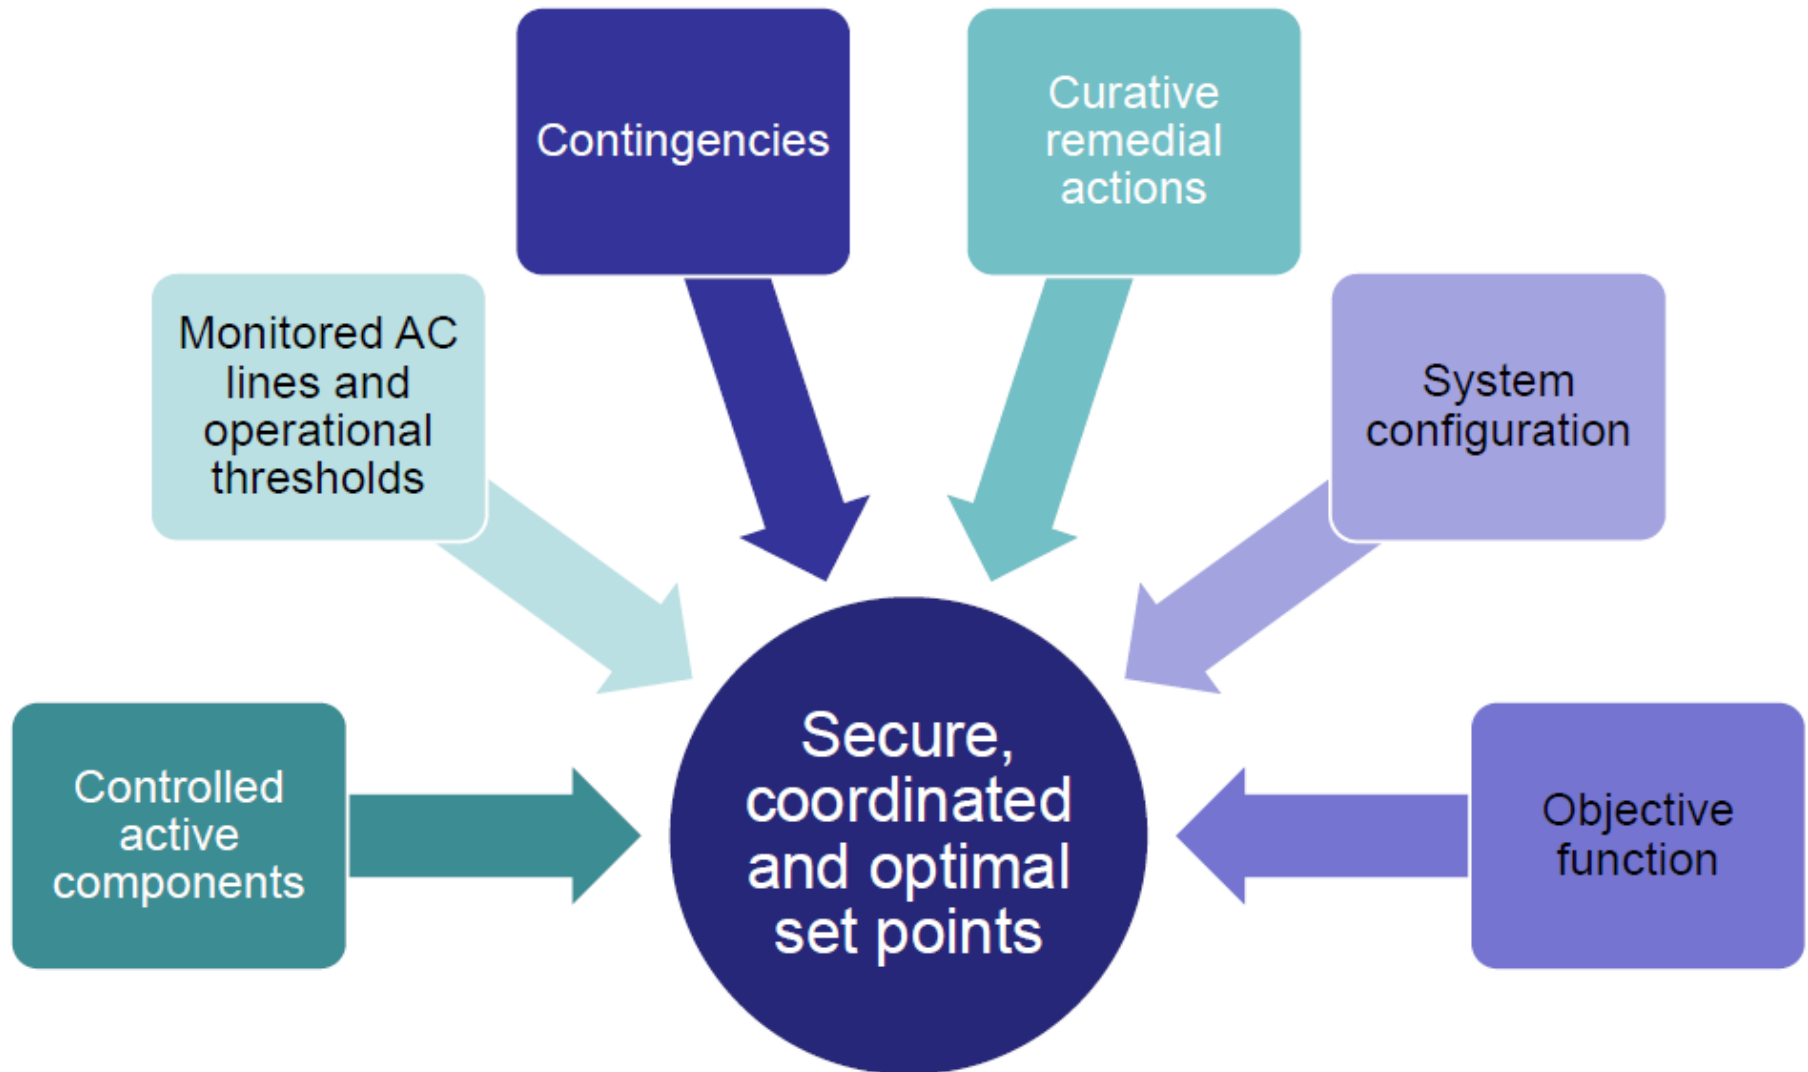 Contingencies
Curative
remedial
actions
Monitored AC
lines and
operational
thresholds
System
configuration
Controlled
active
components
Secure,
coordinated
and optimal
set points
Objective
function